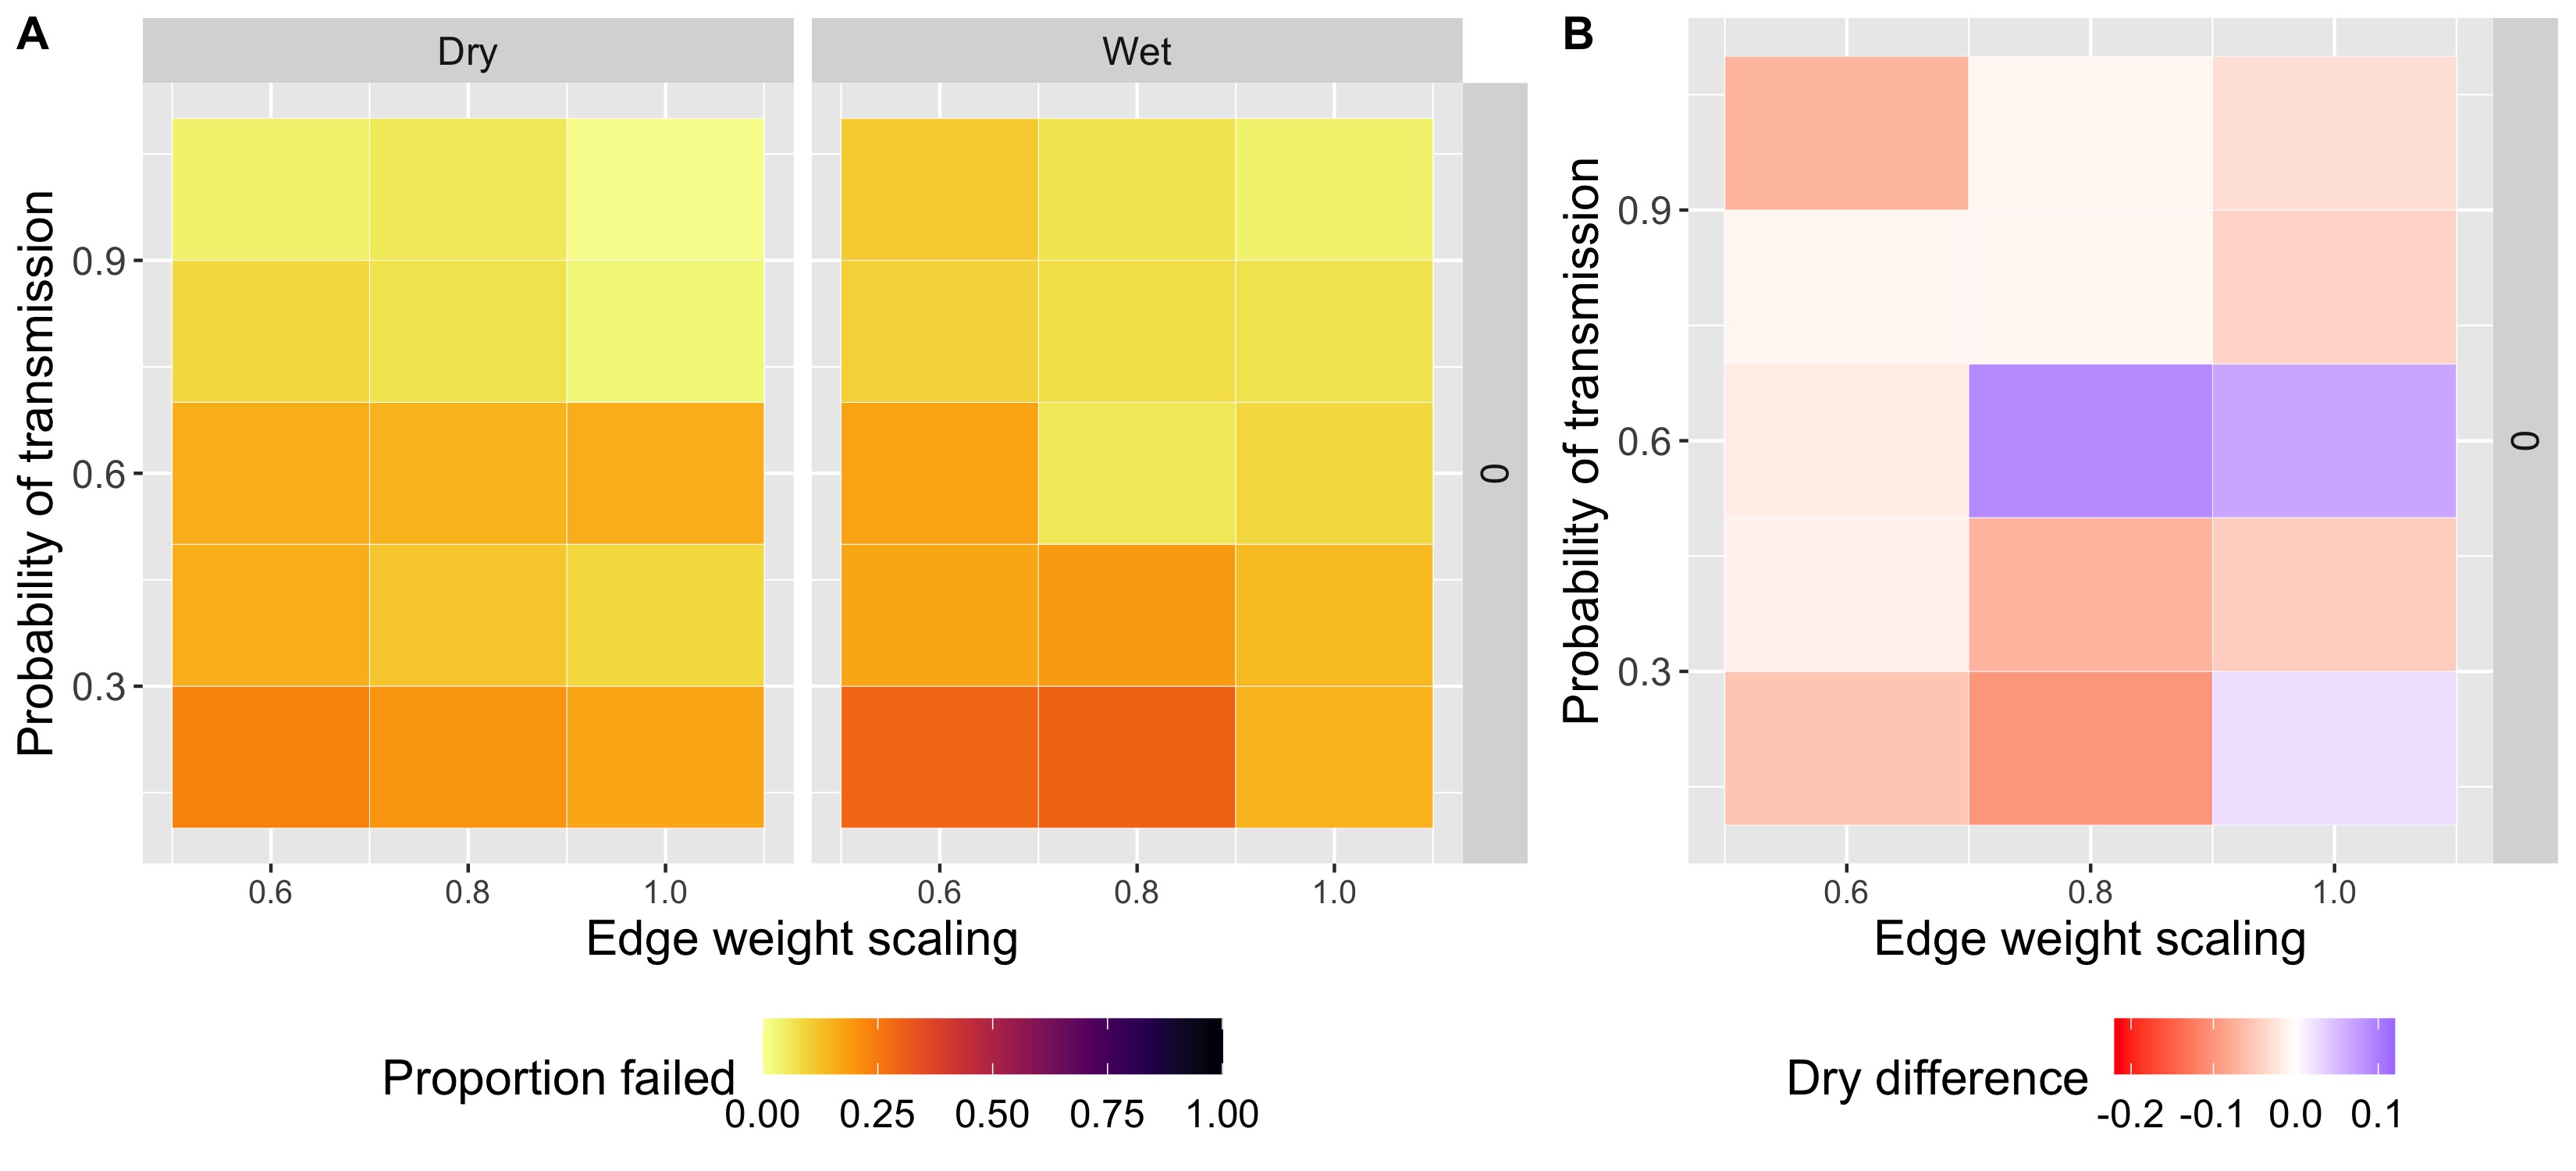 A
Dry
Wet
Probability of transmission
0.9
0.6
0.3
0
0.6
0.8
1.0
0.6
0.8
1.0
Edge weight scaling
Proportion failed
0.00
0.25
0.50
0.75
1.00
B
Probability of transmission
0.9
0.6
0.3
0
0.6
0.8
1.0
Edge weight scaling
Dry difference
-0.2
-0.1
0.0
0.1